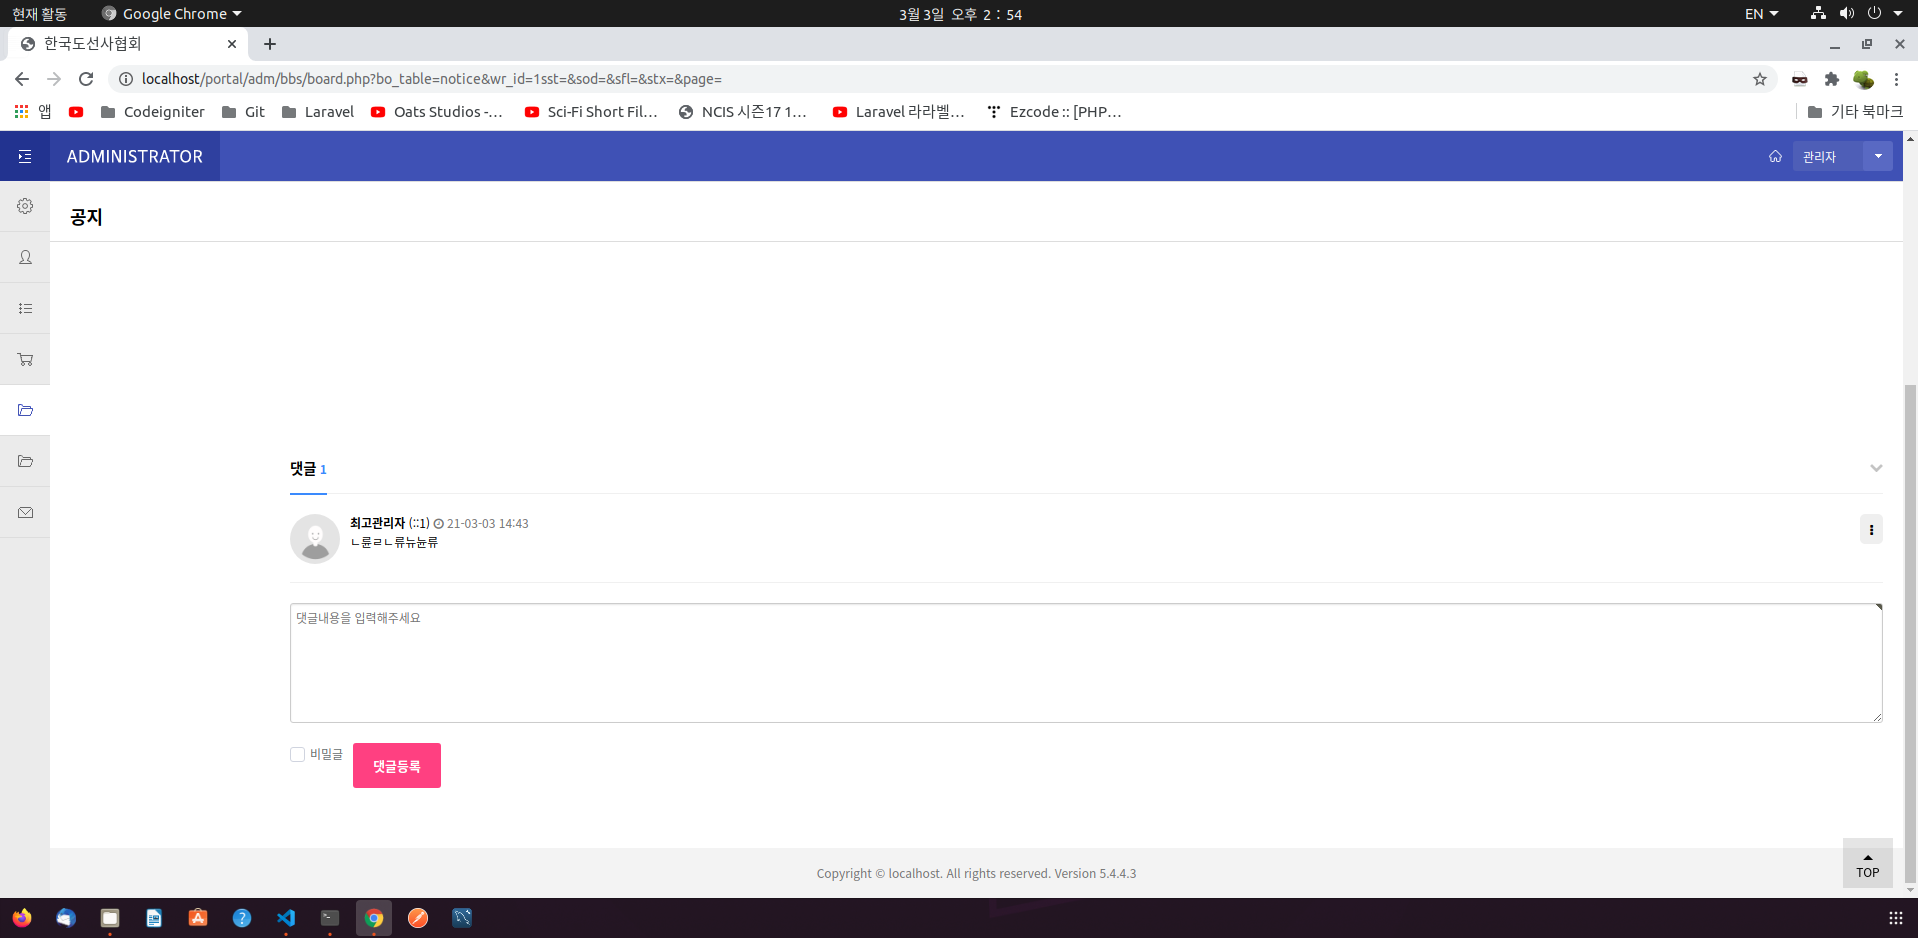 현재 활동 Google Chrome 3월 3일 오후 2 : 54 EN
한국도선사협회
localhost/portal/adm/bbs/board.php?bo_table=notice&wr_id=1sst=&sod=&sfl=&stx=&page=
앱 Codeigniter Git Laravel Oats Studios -... Sci-Fi Short Fil... NCIS 시즌17 1... Laravel 라라벨... Ezcode :: [PHP... 기타 북마크
ADMINISTRATOR 관리자
공지
댓글 1
최고관리자 (::1) 21-03-03 14:43
ㄴ륜ㄹㄴ류뉴뉸류
댓글내용을 입력해주세요
비밀글 댓글등록
Copyright © localhost. All rights reserved. Version 5.4.4.3
TOP